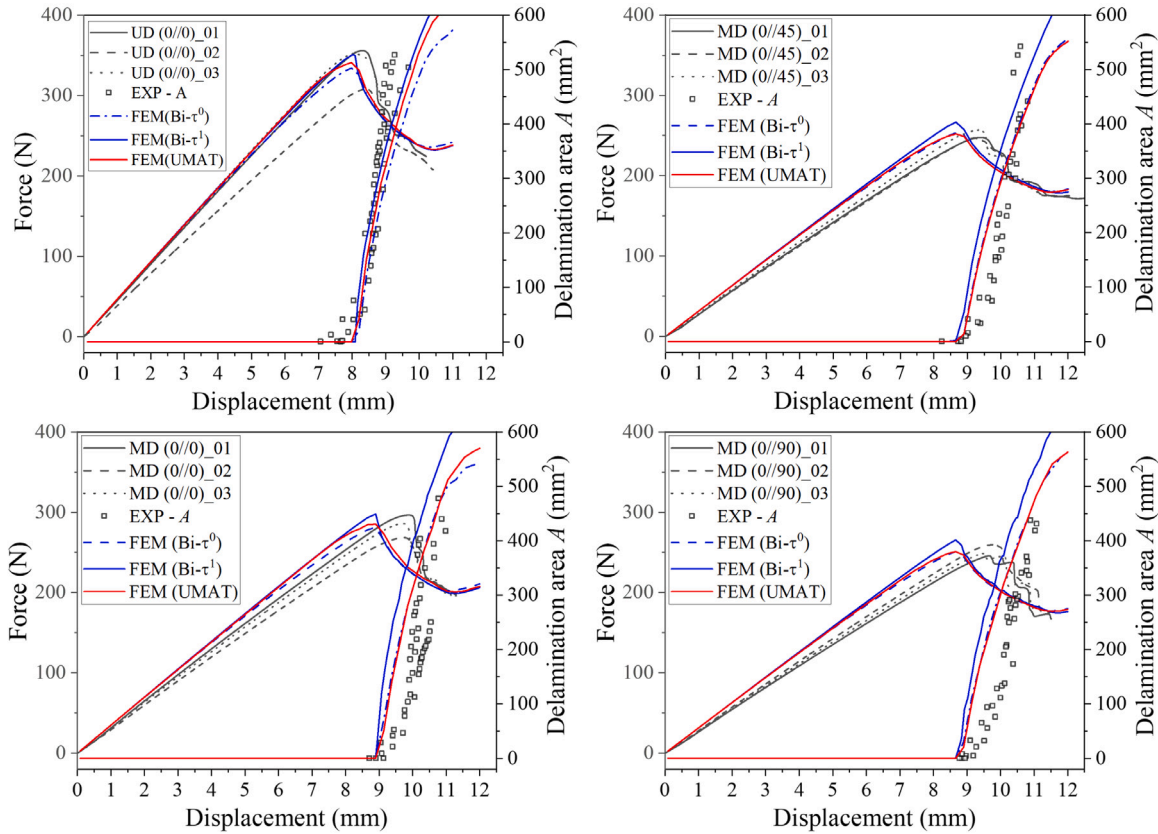 400
300
200
100
0
Force (N)
UD (0//0)_01
UD (0//0)_02
UD (0//0)_03
EXP - A
FEM(Bi-τ⁰)
FEM(Bi-τ¹)
FEM(UMAT)
600
500
400
300
200
100
0
Delamination area A (mm²)
0 1 2 3 4 5 6 7 8 9 10 11 12
Displacement (mm)
400
300
200
100
0
Force (N)
MD (0//45)_01
MD (0//45)_02
MD (0//45)_03
EXP - A
FEM (Bi-τ⁰)
FEM (Bi-τ¹)
FEM (UMAT)
600
500
400
300
200
100
0
Delamination area A (mm²)
0 1 2 3 4 5 6 7 8 9 10 11 12
Displacement (mm)
400
300
200
100
0
Force (N)
MD (0//0)_01
MD (0//0)_02
MD (0//0)_03
EXP - A
FEM (Bi-τ⁰)
FEM (Bi-τ¹)
FEM (UMAT)
600
500
400
300
200
100
0
Delamination area A (mm²)
0 1 2 3 4 5 6 7 8 9 10 11 12
Displacement (mm)
400
300
200
100
0
Force (N)
MD (0//90)_01
MD (0//90)_02
MD (0//90)_03
EXP - A
FEM (Bi-τ⁰)
FEM (Bi-τ¹)
FEM (UMAT)
600
500
400
300
200
100
0
Delamination area A (mm²)
0 1 2 3 4 5 6 7 8 9 10 11 12
Displacement (mm)